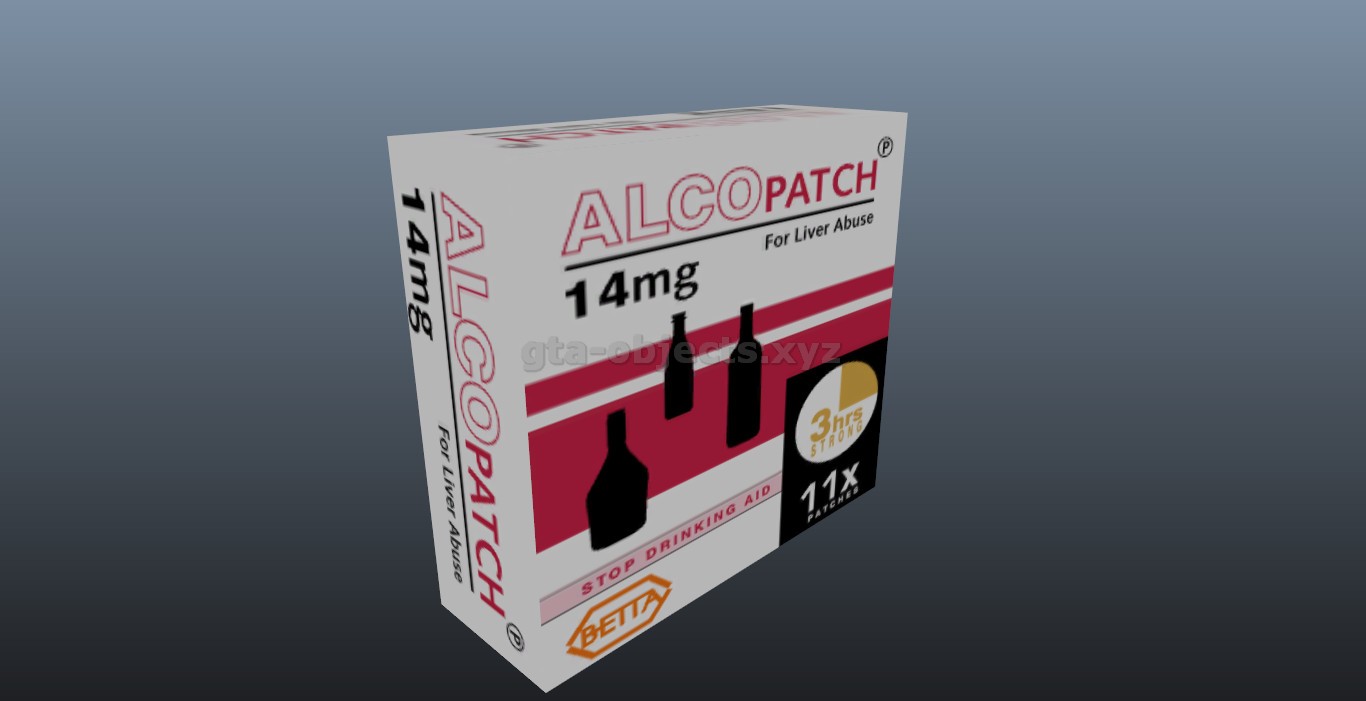 PATCH
ALCOPATCH
P
For Liver Abuse
14mg
gta-objects.xyz
3hrs
STRONG
11x
PATCHES
STOP DRINKING AID
BETTA
ALCOPATCH
P
14mg
For Liver Abuse